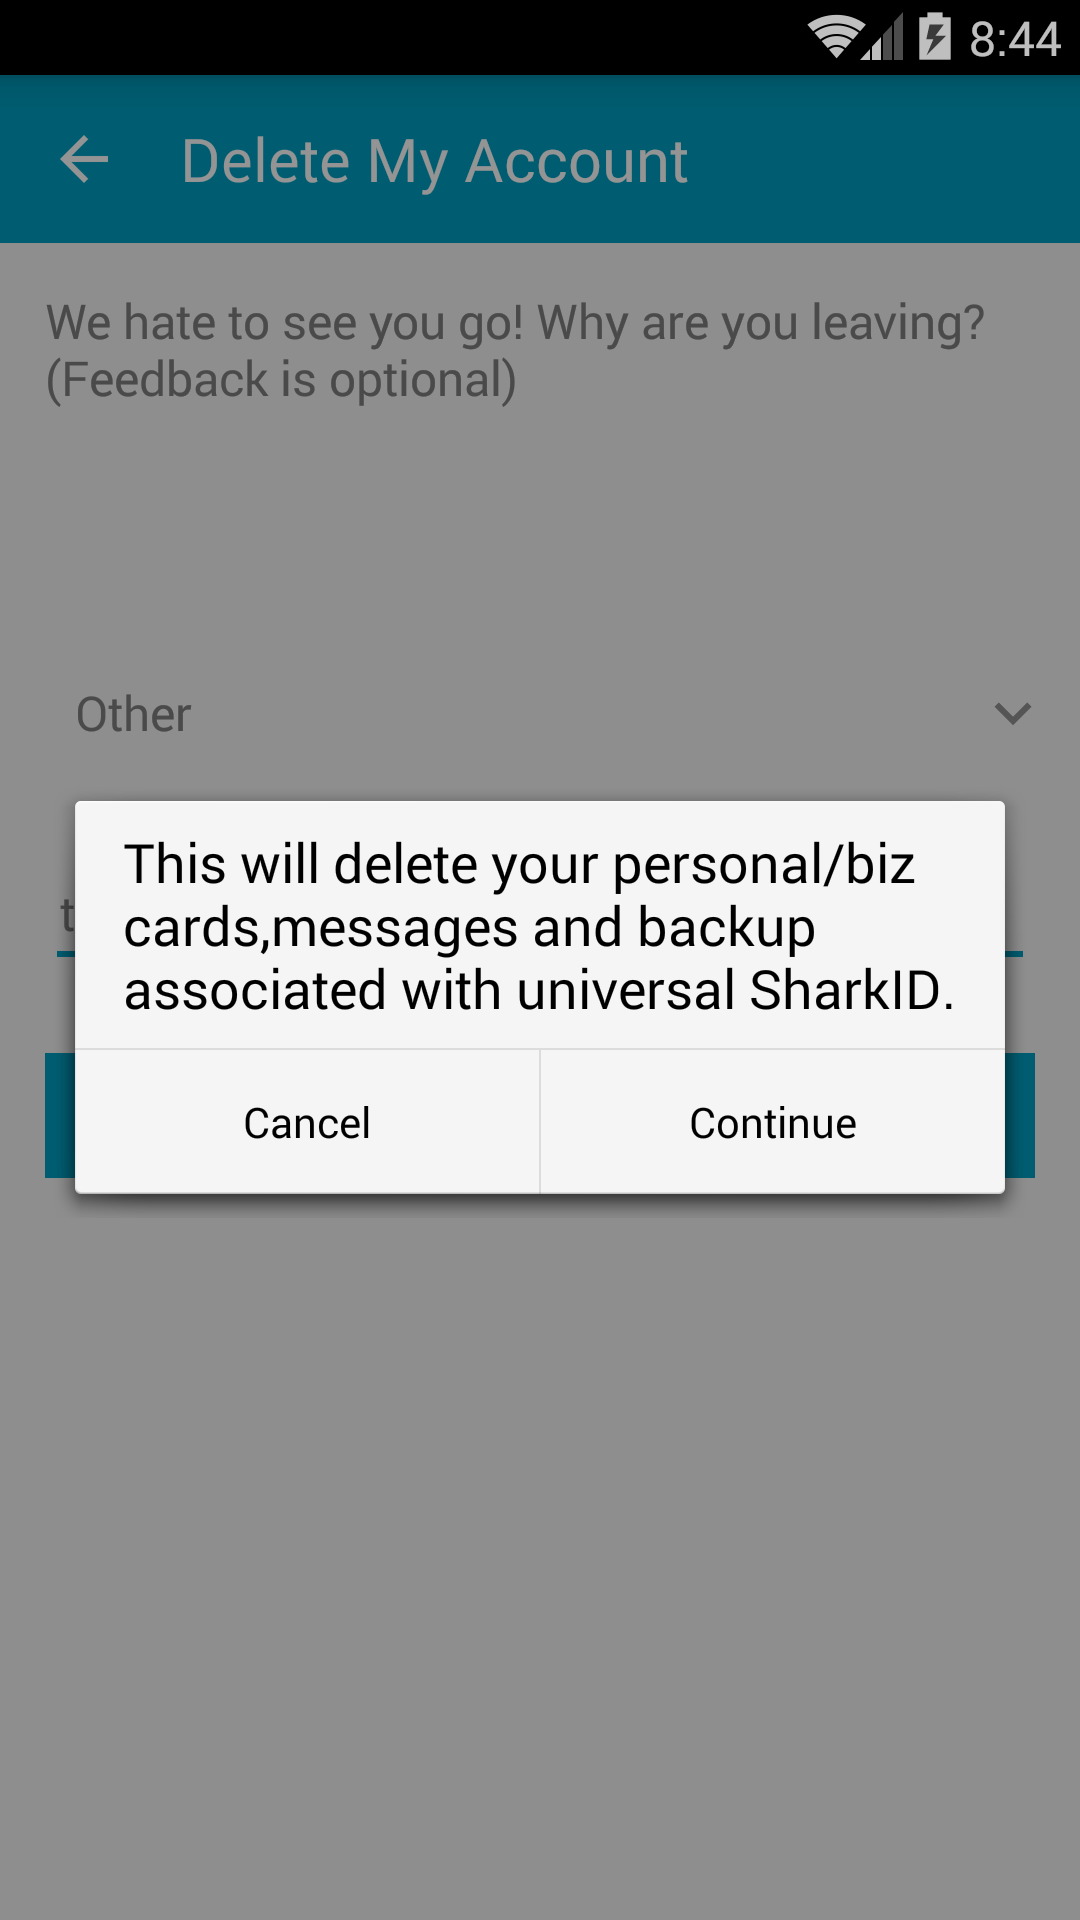 8:44
Delete My Account
We hate to see you go! Why are you leaving?
(Feedback is optional)
Other
This will delete your personal/biz
cards,messages and backup
associated with universal SharkID.
Cancel
Continue